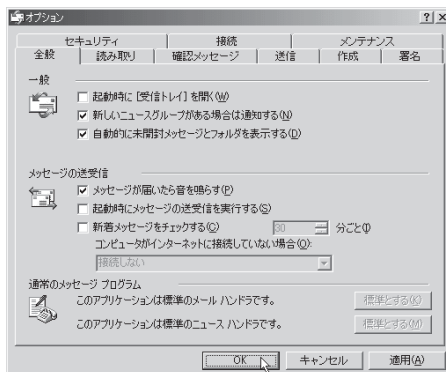 オプション
セキュリティ 接続 メンテナンス
全般 読み取り 確認メッセージ 送信 作成 署名
一般
起動時に [受信トレイ] を開く(W)
新しいニュースグループがある場合は通知する(N)
自動的に未開封メッセージとフォルダを表示する(D)
メッセージの送受信
メッセージが届いたら音を鳴らす(P)
起動時にメッセージの送受信を実行する(S)
新着メッセージをチェックする(C) 30 分ごと(I)
コンピュータがインターネットに接続していない場合(O):
接続しない
通常のメッセージ プログラム
このアプリケーションは標準のメール ハンドラです。 標準とする(K)
このアプリケーションは標準のニュース ハンドラです。 標準とする(M)
OK キャンセル 適用(A)